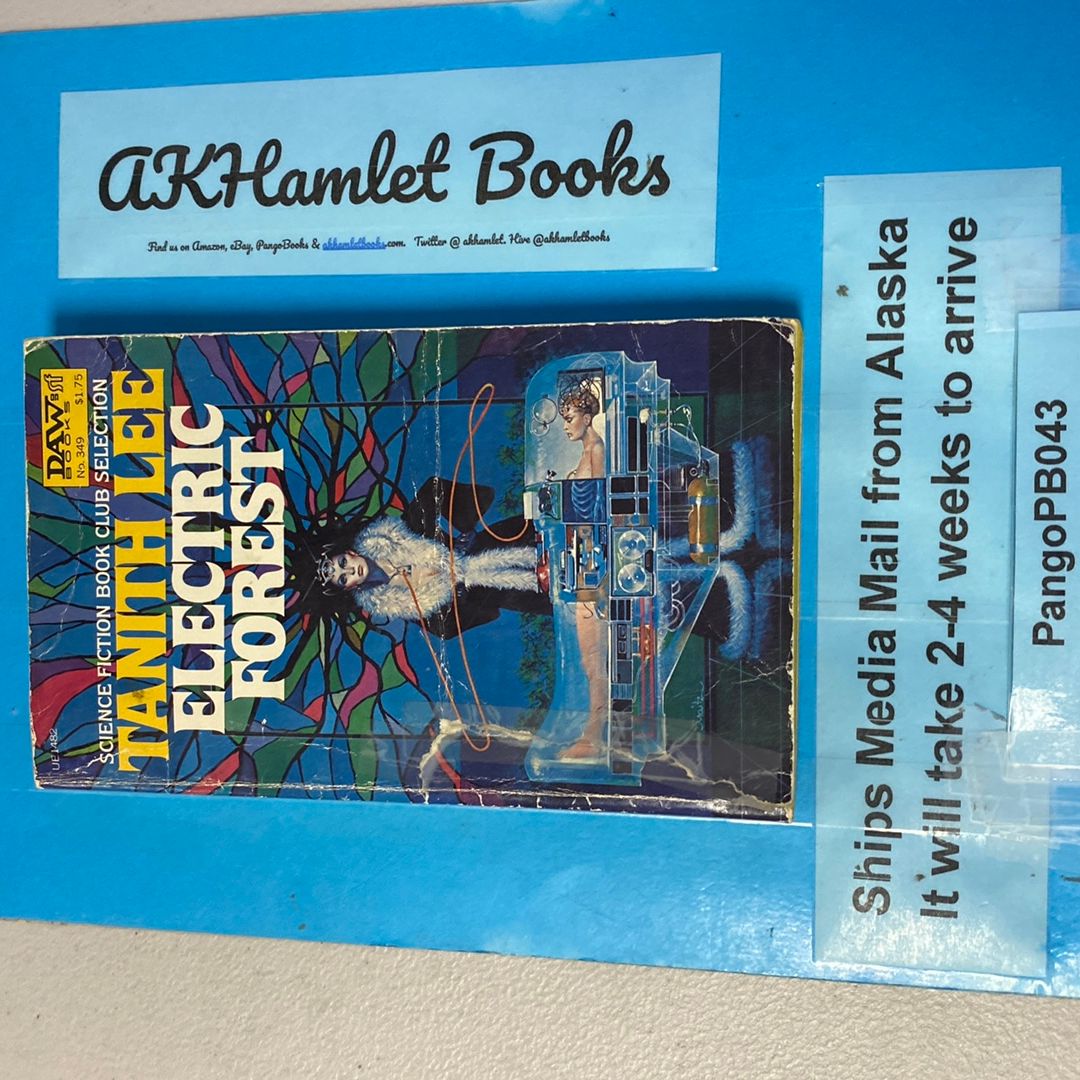 AKHamlet Books
Find us on Amazon, eBay, PangoBooks & akhamletbooks.com. Twitter @ akhamlet. Hive @akhamletbooks
UE1482
DAW
BOOKS
No. 349 $1.75
SCIENCE FICTION BOOK CLUB SELECTION
TANITH LEE
ELECTRIC
FOREST
Ships Media Mail from Alaska
It will take 2-4 weeks to arrive
PangoPB043